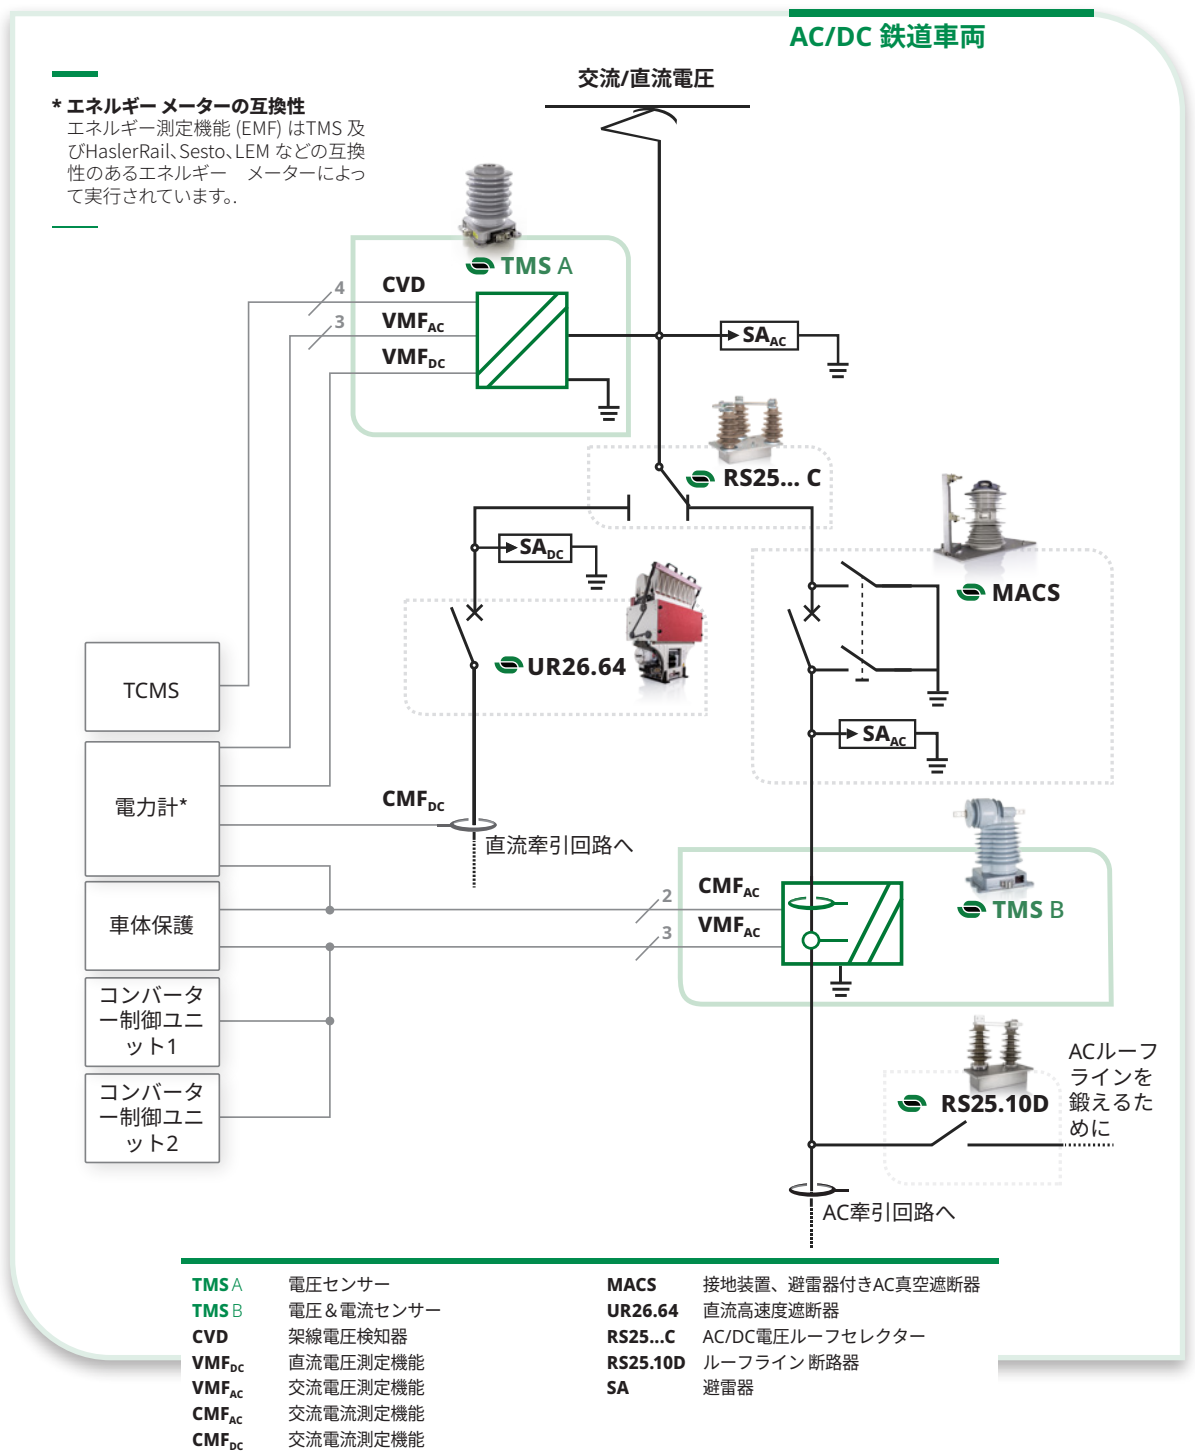 AC/DC 鉄道車両
交流/直流電圧
* エネルギー メーターの互換性
エネルギー測定機能 (EMF) はTMS 及
びHaslerRail、Sesto、LEM などの互換
性のあるエネルギー　メーターによっ
て実行されています。.
TMS A
4
CVD
3
VMFAC
VMFDC
SAAC
RS25... C
SADC
MACS
UR26.64
TCMS
SAAC
電力計*
CMFDC
直流牽引回路へ
車体保護
2
CMFAC
3
VMFAC
TMS B
コンバータ
ー制御ユニ
ット1
コンバータ
ー制御ユニ
ット2
ACルーフ
ラインを
鍛えるた
めに
RS25.10D
AC牽引回路へ
TMS A 電圧センサー
TMS B 電圧＆電流センサー
CVD 架線電圧検知器
VMFDC 直流電圧測定機能
VMFAC 交流電圧測定機能
CMFAC 交流電流測定機能
CMFDC 交流電流測定機能
MACS 接地装置、避雷器付きAC真空遮断器
UR26.64 直流高速度遮断器
RS25...C AC/DC電圧ルーフセレクター
RS25.10D ルーフライン 断路器
SA 避雷器